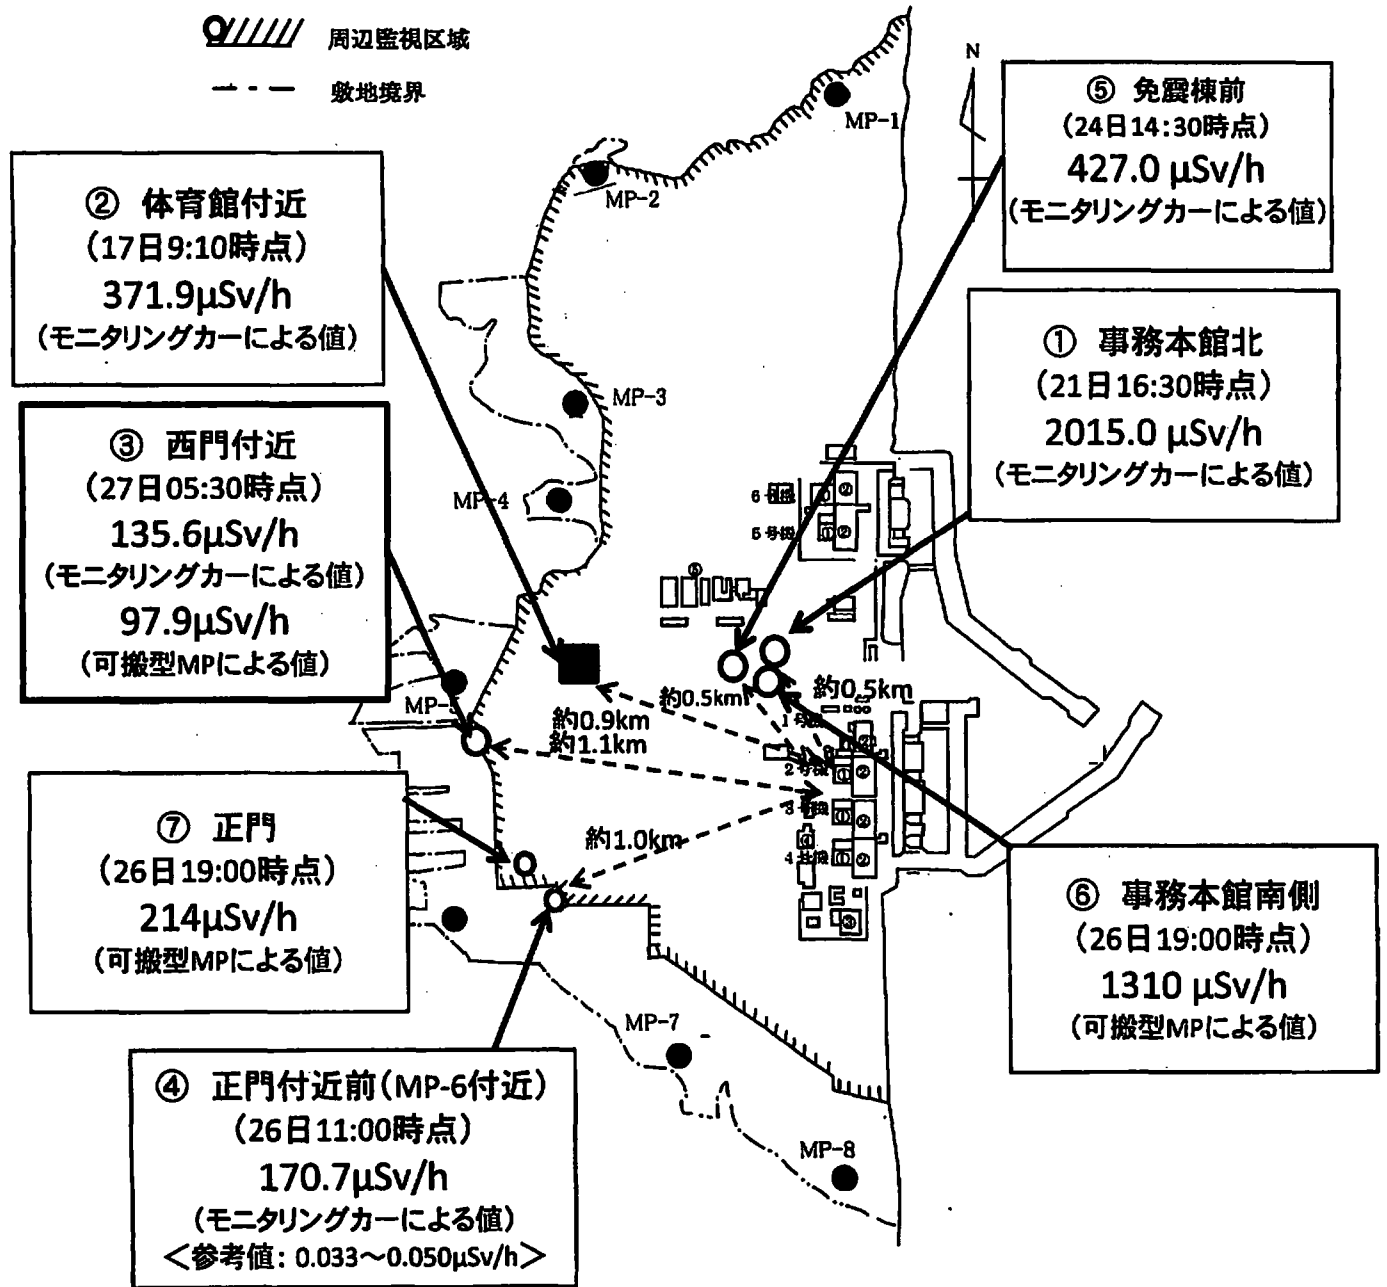 周辺監視区域
敷地境界
N
MP-1
⑤ 免震棟前
(24日14:30時点)
427.0 μSv/h
(モニタリングカーによる値)
MP-2
② 体育館付近
(17日9:10時点)
371.9μSv/h
(モニタリングカーによる値)
① 事務本館北
(21日16:30時点)
2015.0 μSv/h
(モニタリングカーによる値)
MP-3
③ 西門付近
(27日05:30時点)
135.6μSv/h
(モニタリングカーによる値)
97.9μSv/h
(可搬型MPによる値)
MP-4
6号機
① ②
5号機
① ②
⑤
約0.5km
約0.5km
約0.9km
約1.1km
1号機
②
2号機
① ②
3号機
① ②
④
4号機
① ②
③
約1.0km
⑦ 正門
(26日19:00時点)
214μSv/h
(可搬型MPによる値)
⑥ 事務本館南側
(26日19:00時点)
1310 μSv/h
(可搬型MPによる値)
MP-7
④ 正門付近前(MP-6付近)
(26日11:00時点)
170.7μSv/h
(モニタリングカーによる値)
<参考値: 0.033~0.050μSv/h>
MP-8